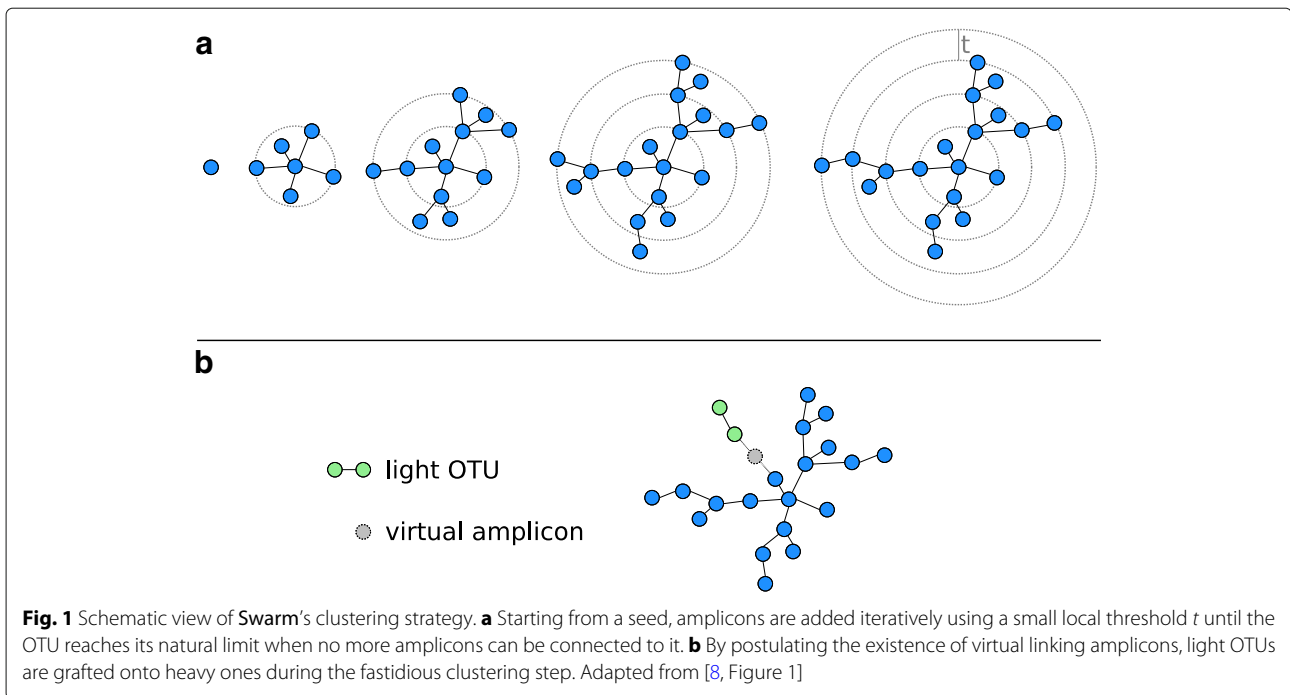 a
t
b
light OTU
virtual amplicon
Fig. 1 Schematic view of Swarm's clustering strategy. a Starting from a seed, amplicons are added iteratively using a small local threshold t until the
OTU reaches its natural limit when no more amplicons can be connected to it. b By postulating the existence of virtual linking amplicons, light OTUs
are grafted onto heavy ones during the fastidious clustering step. Adapted from [8, Figure 1]